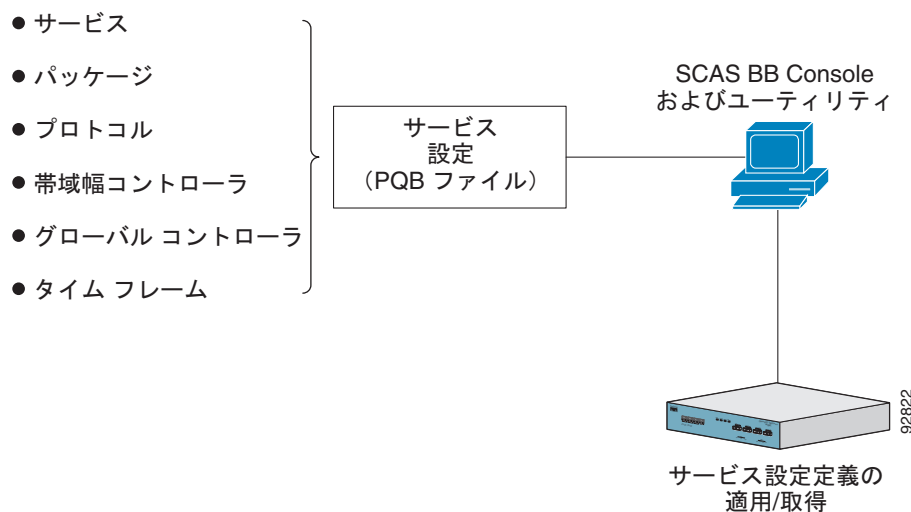 ● サービス
● パッケージ
● プロトコル
● 帯域幅コントローラ
● グローバル コントローラ
● タイム フレーム
サービス
設定
（PQB ファイル）
SCAS BB Console
およびユーティリティ
92822
サービス設定定義の
適用/取得